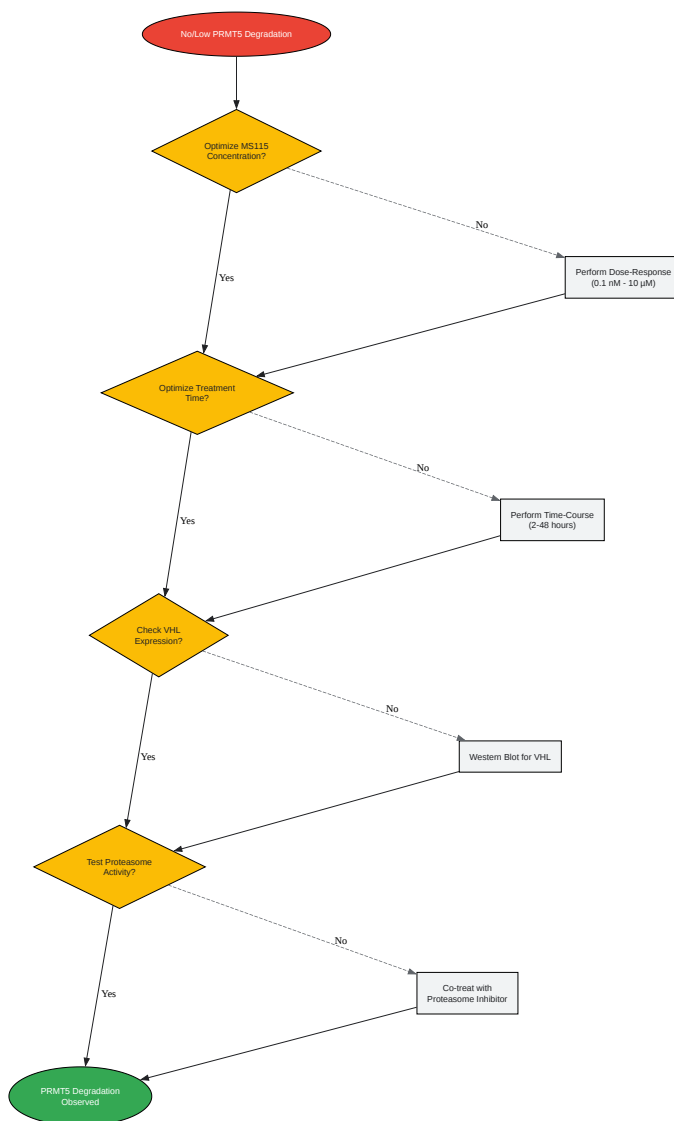 No/Low PRMT5 Degradation
Optimize MS115
Concentration?
No
Perform Dose-Response
(0.1 nM - 10 µM)
Yes
Optimize Treatment
Time?
No
Perform Time-Course
(2-48 hours)
Yes
Check VHL
Expression?
No
Western Blot for VHL
Yes
Test Proteasome
Activity?
No
Co-treat with
Proteasome Inhibitor
Yes
PRMT5 Degradation
Observed